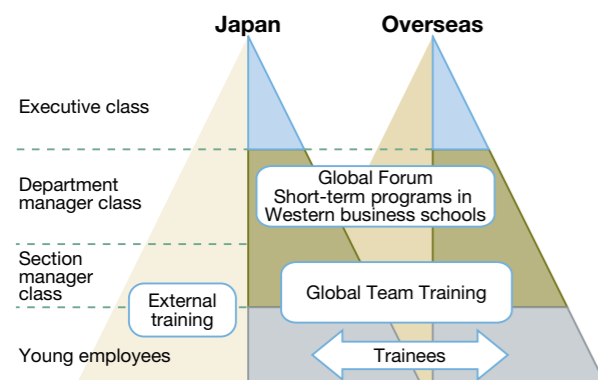 Japan
Overseas
Executive class
Department
manager class
Global Forum
Short-term programs in
Western business schools
Section
manager
class
External
training
Global Team Training
Young employees
Trainees